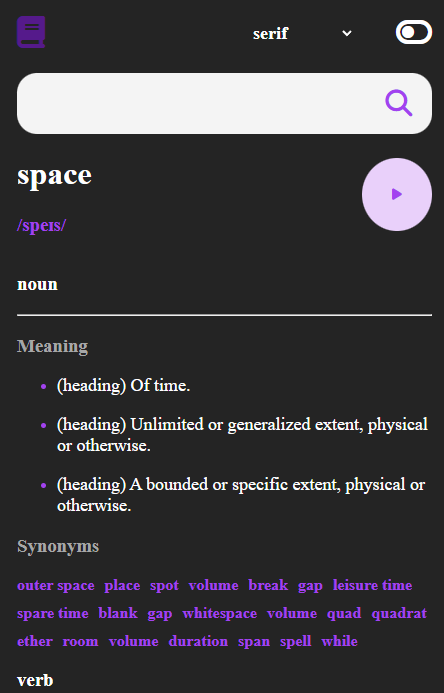 serif
space
/speɪs/
noun
Meaning
(heading) Of time.
(heading) Unlimited or generalized extent, physical
or otherwise.
(heading) A bounded or specific extent, physical or
otherwise.
Synonyms
outer space place spot volume break gap leisure time
spare time blank gap whitespace volume quad quadrat
ether room volume duration span spell while
verb